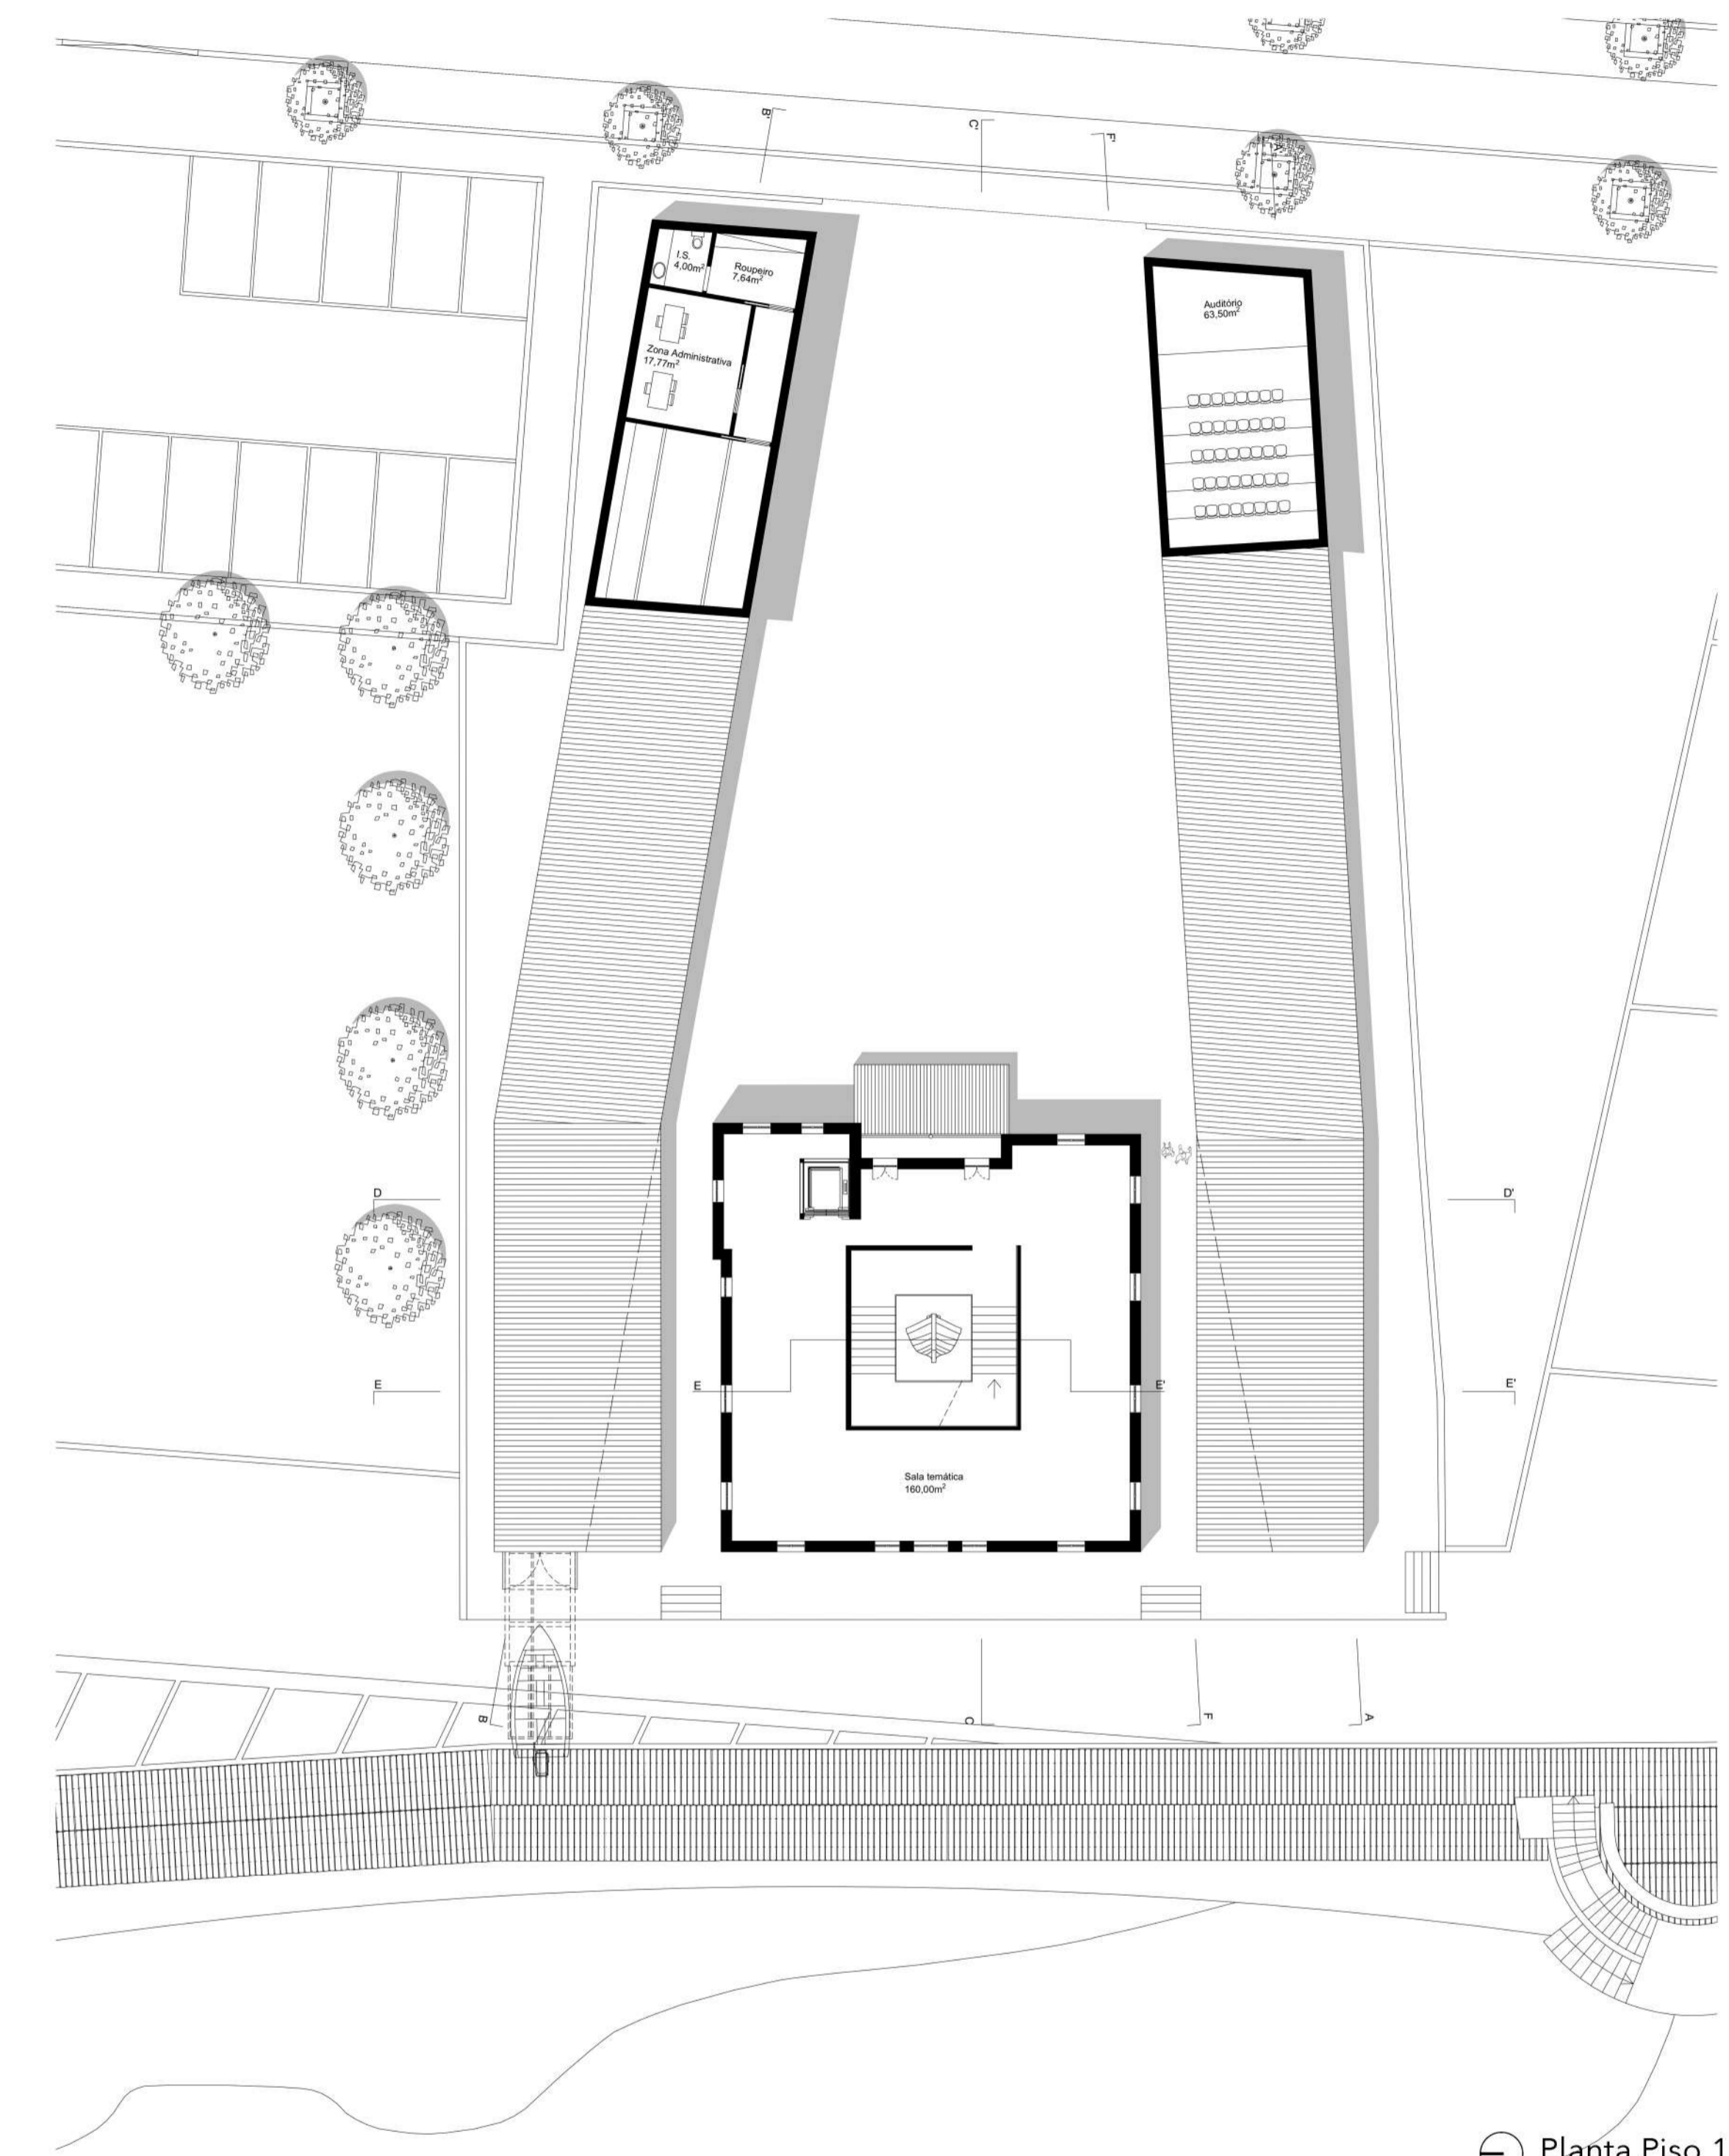 B'
C'
F'
I.S.
4,00m²
Roupeiro
7,64m²
Auditório
63,50m²
Zona Administrativa
17,77m²
D
D'
E
E
E'
E'
Sala temática
160,00m²
B
C
F
A
Planta Piso 1